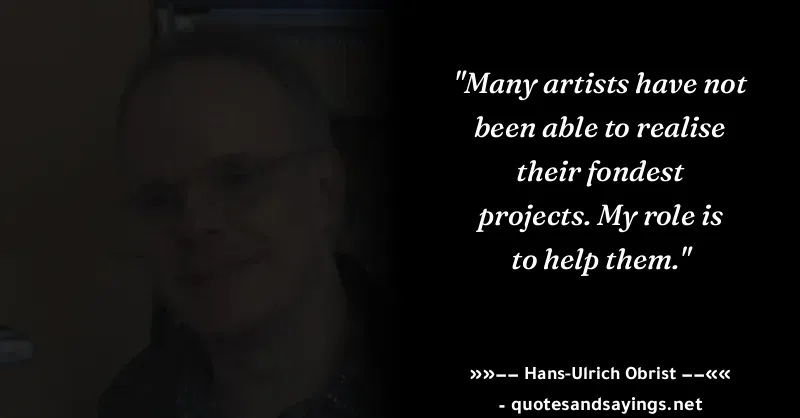 "Many artists have not
been able to realise
their fondest
projects. My role is
to help them."
»»–– Hans-Ulrich Obrist ––««
- quotesandsayings.net